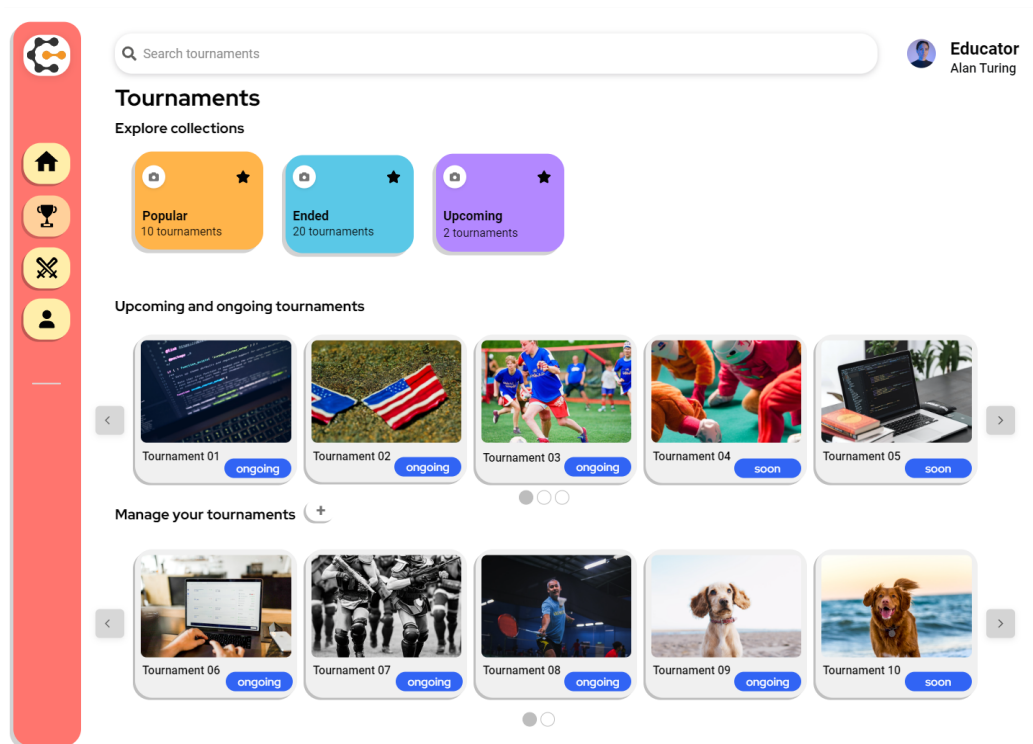 Search tournaments
Educator
Alan Turing
Tournaments
Explore collections
Popular
10 tournaments
Ended
20 tournaments
Upcoming
2 tournaments
Upcoming and ongoing tournaments
Tournament 01
ongoing
Tournament 02
ongoing
Tournament 03
ongoing
Tournament 04
soon
Tournament 05
soon
Manage your tournaments +
Tournament 06
ongoing
Tournament 07
ongoing
Tournament 08
ongoing
Tournament 09
ongoing
Tournament 10
soon